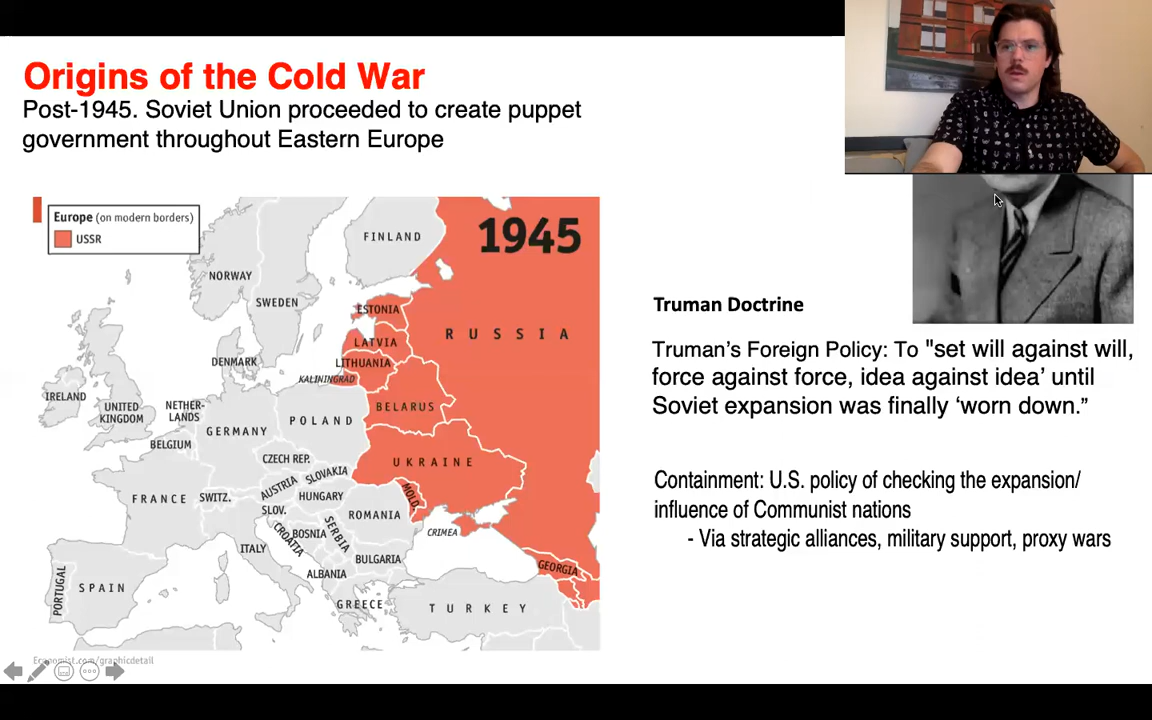 Origins of the Cold War
Post-1945. Soviet Union proceeded to create puppet
government throughout Eastern Europe
Europe (on modern borders)
USSR
1945
FINLAND
NORWAY
SWEDEN
ESTONIA
RUSSIA
LATVIA
DENMARK
LITHUANIA
KALININGRAD
IRELAND
UNITED
KINGDOM
NETHER-
LANDS
BELARUS
GERMANY
POLAND
BELGIUM
CZECH REP.
UKRAINE
SLOVAKIA
AUSTRIA
FRANCE
SWITZ.
HUNGARY
MOLD.
SLOV.
ROMANIA
CROATIA
BOSNIA
SERBIA
CRIMEA
ITALY
BULGARIA
GEORGIA
ALBANIA
PORTUGAL
SPAIN
GREECE
TURKEY
Economist.com/graphicdetail
Truman Doctrine
Truman’s Foreign Policy: To "set will against will,
force against force, idea against idea’ until
Soviet expansion was finally ‘worn down.”
Containment: U.S. policy of checking the expansion/
influence of Communist nations
- Via strategic alliances, military support, proxy wars